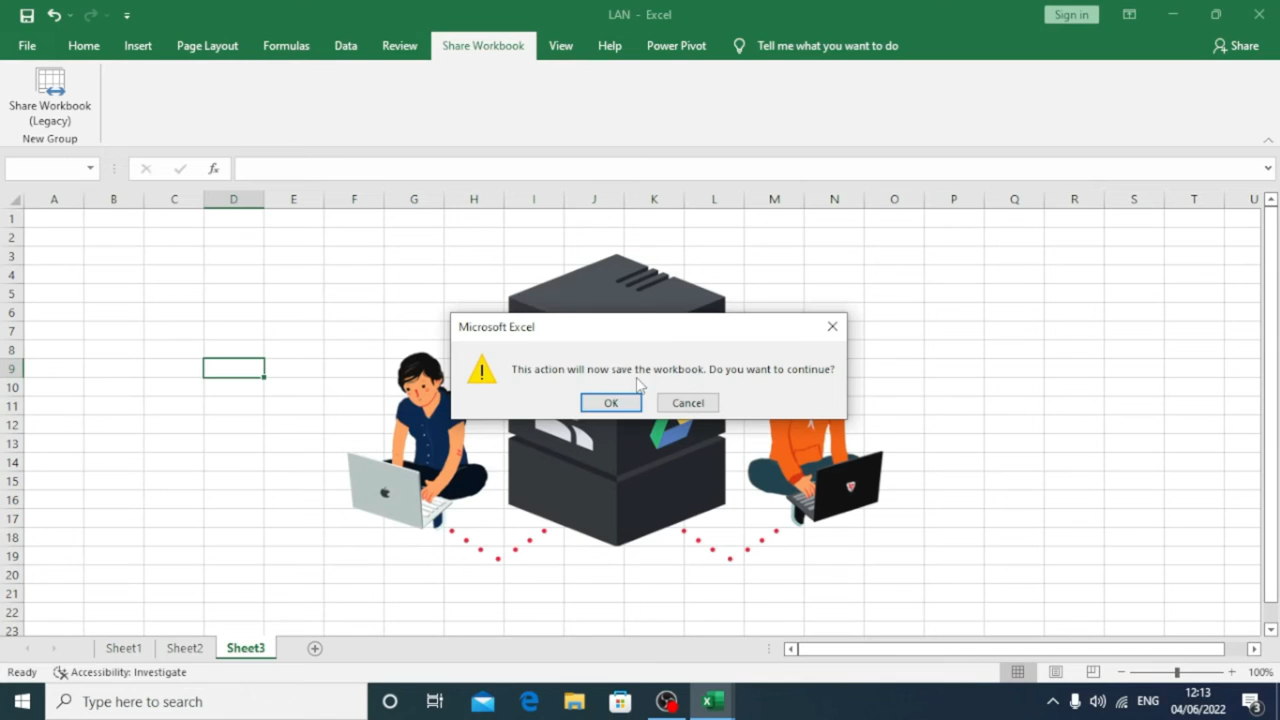 LAN - Excel
Sign in
File Home Insert Page Layout Formulas Data Review Share Workbook View Help Power Pivot Tell me what you want to do Share
Share Workbook
(Legacy)
New Group
fx
A B C D E F G H I J K L M N O P Q R S T U
1
2
3
4
5
6
7
8
9
10
11
12
13
14
15
16
17
18
19
20
21
22
23
Microsoft Excel
This action will now save the workbook. Do you want to continue?
OK Cancel
Sheet1 Sheet2 Sheet3
Ready Accessibility: Investigate 100%
Type here to search
ENG
12:13
04/06/2022
3